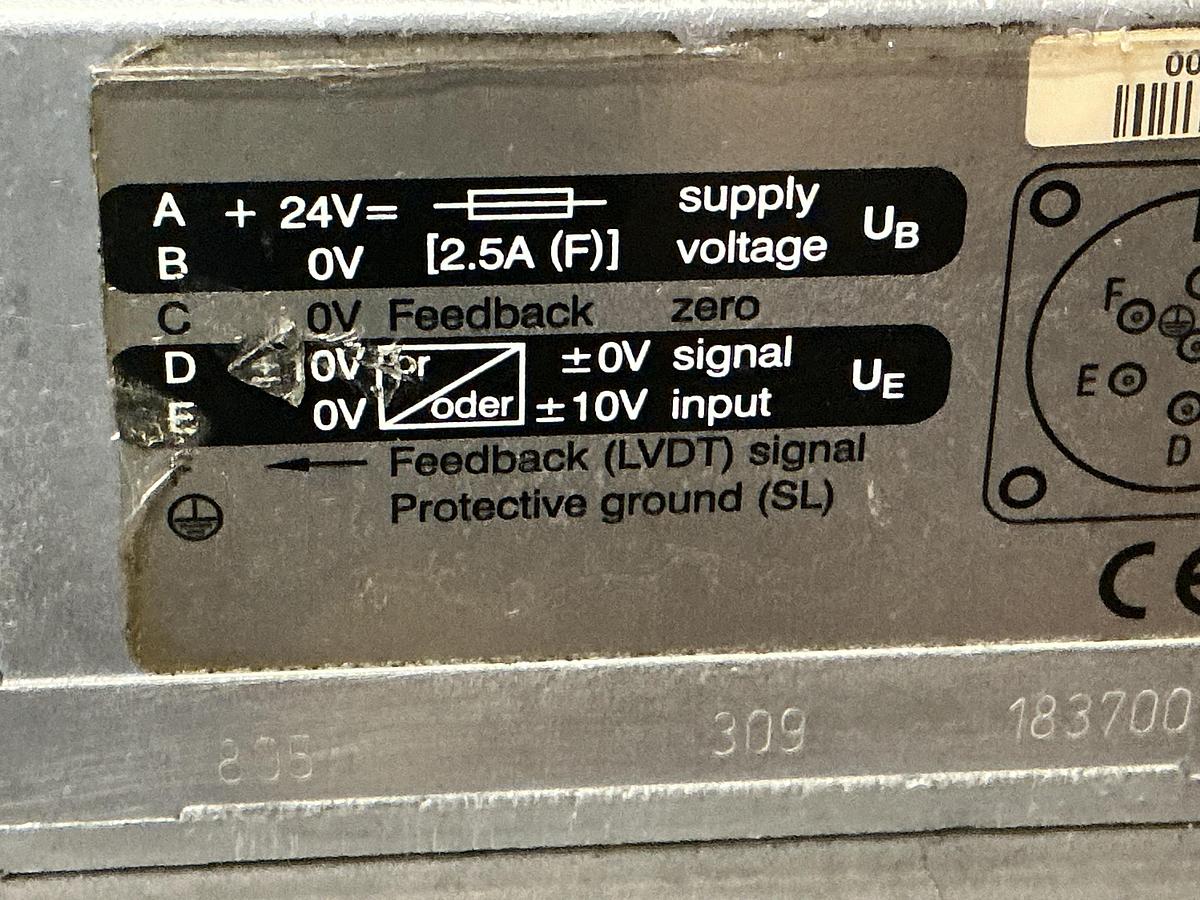 00
A + 24V= supply
B 0V [2.5A (F)] voltage UB
C 0V Feedback zero
D 0V or ±0V signal
E 0V oder ±10V input UE
Feedback (LVDT) signal
Protective ground (SL)
F
E
D
CE
309
183700